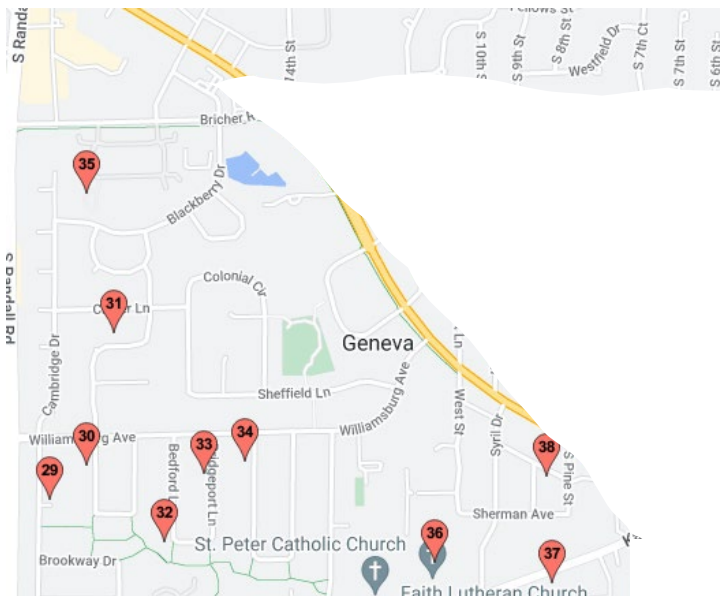 Fellows St
S Randa
14th St
S 10th St
S 9th St
S 8th St
Westfield Dr
S 7th Ct
S 7th St
S 6th St
Bricher R
35
Blackberry Dr
S Randall Rd
Colonial Cir
31
Ln
Cambridge Dr
Geneva
Ln
Sheffield Ln
West St
Williamsburg Ave
Syril Dr
Williamsburg Ave
30
33
34
38
29
Bedford L
dgeport Ln
S Pine St
32
Sherman Ave
36
St. Peter Catholic Church
37
Brookway Dr
Faith Lutheran Church